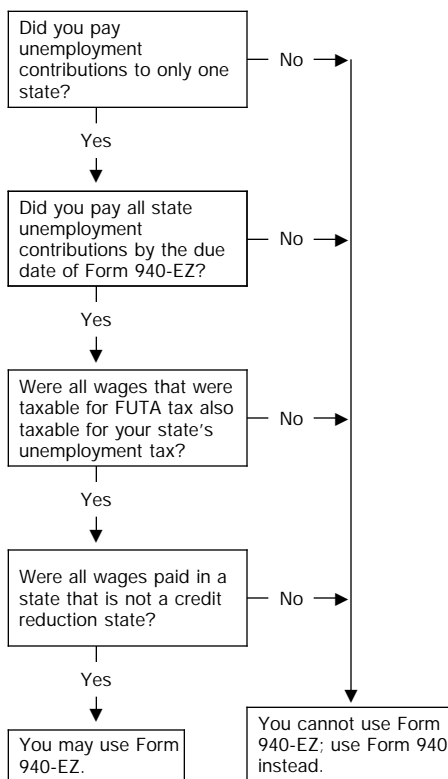 Did you pay
unemployment
contributions to only one
state?
No
Yes
Did you pay all state
unemployment
contributions by the due
date of Form 940-EZ?
No
Yes
Were all wages that were
taxable for FUTA tax also
taxable for your state's
unemployment tax?
No
Yes
Were all wages paid in a
state that is not a credit
reduction state?
No
Yes
You may use Form
940-EZ.
You cannot use Form
940-EZ; use Form 940
instead.